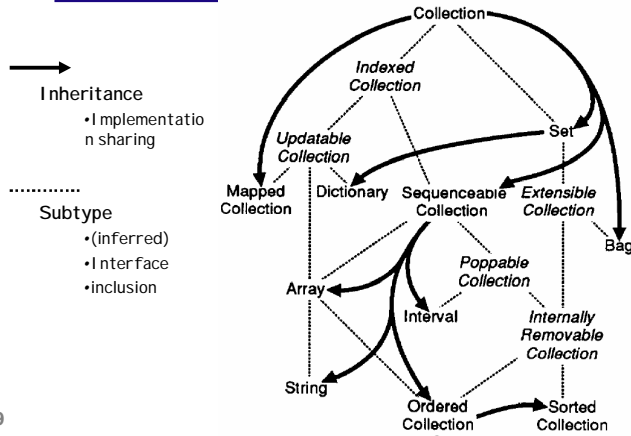 Inheritance
•Implementatio
n sharing
Subtype
•(inferred)
•Interface
•inclusion
9
Collection
Indexed
Collection
Updatable
Collection
Set
Mapped
Collection
Dictionary
Sequenceable
Collection
Extensible
Collection
Bag
Poppable
Collection
Array
Interval
Internally
Removable
Collection
String
Ordered
Collection
Sorted
Collection